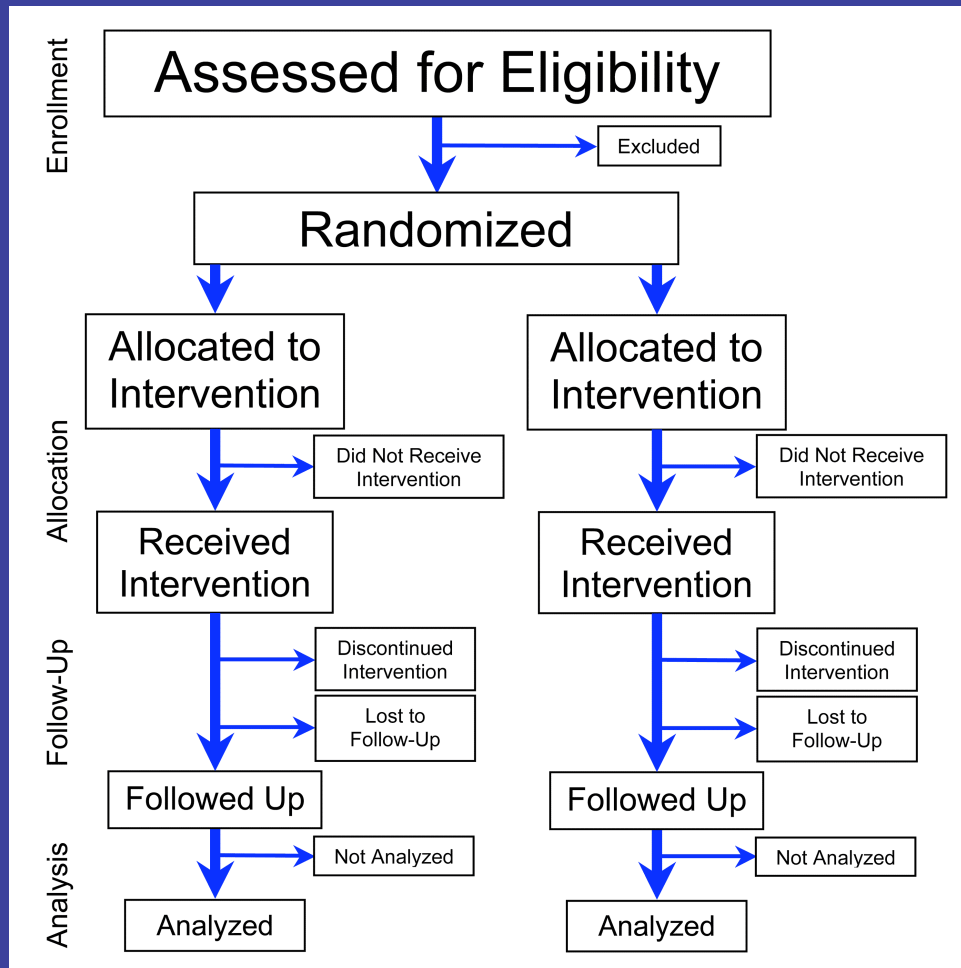 Enrollment
Assessed for Eligibility
Excluded
Randomized
Allocated to
Intervention
Allocated to
Intervention
Allocation
Did Not Receive
Intervention
Did Not Receive
Intervention
Received
Intervention
Received
Intervention
Follow-Up
Discontinued
Intervention
Discontinued
Intervention
Lost to
Follow-Up
Lost to
Follow-Up
Followed Up
Followed Up
Analysis
Not Analyzed
Not Analyzed
Analyzed
Analyzed